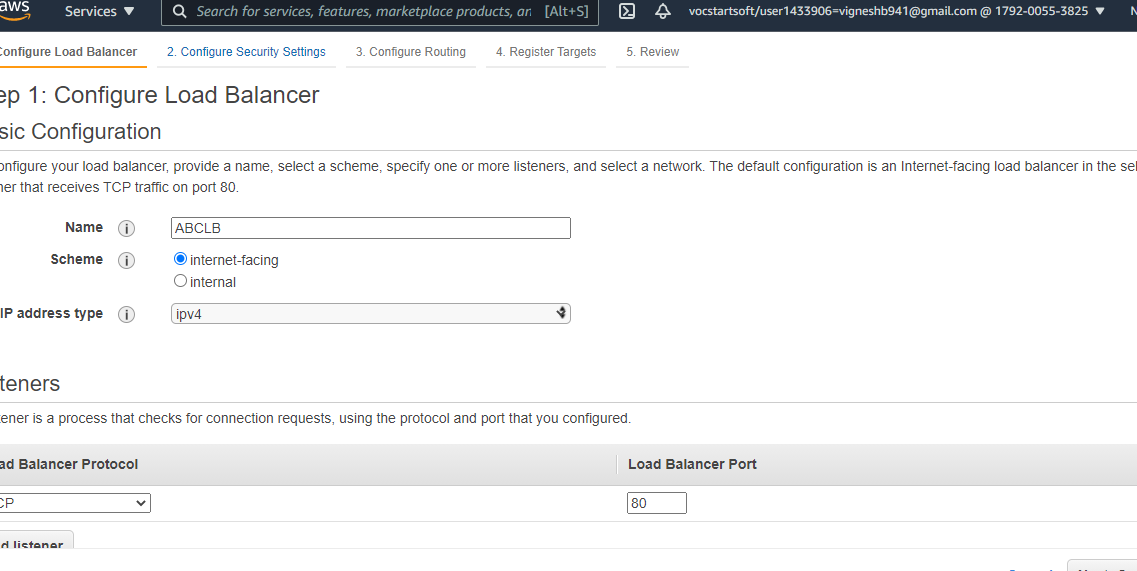 aws Services ▼ Search for services, features, marketplace products, an [Alt+S] vocstartsoft/user1433906=vigneshb941@gmail.com @ 1792-0055-3825 ▼ N
Configure Load Balancer 2. Configure Security Settings 3. Configure Routing 4. Register Targets 5. Review
ep 1: Configure Load Balancer
sic Configuration
onfigure your load balancer, provide a name, select a scheme, specify one or more listeners, and select a network. The default configuration is an Internet-facing load balancer in the sel
ner that receives TCP traffic on port 80.
Name i ABCLB
Scheme i internet-facing
internal
IP address type i ipv4
teners
tener is a process that checks for connection requests, using the protocol and port that you configured.
ad Balancer Protocol Load Balancer Port
CP 80
d listener